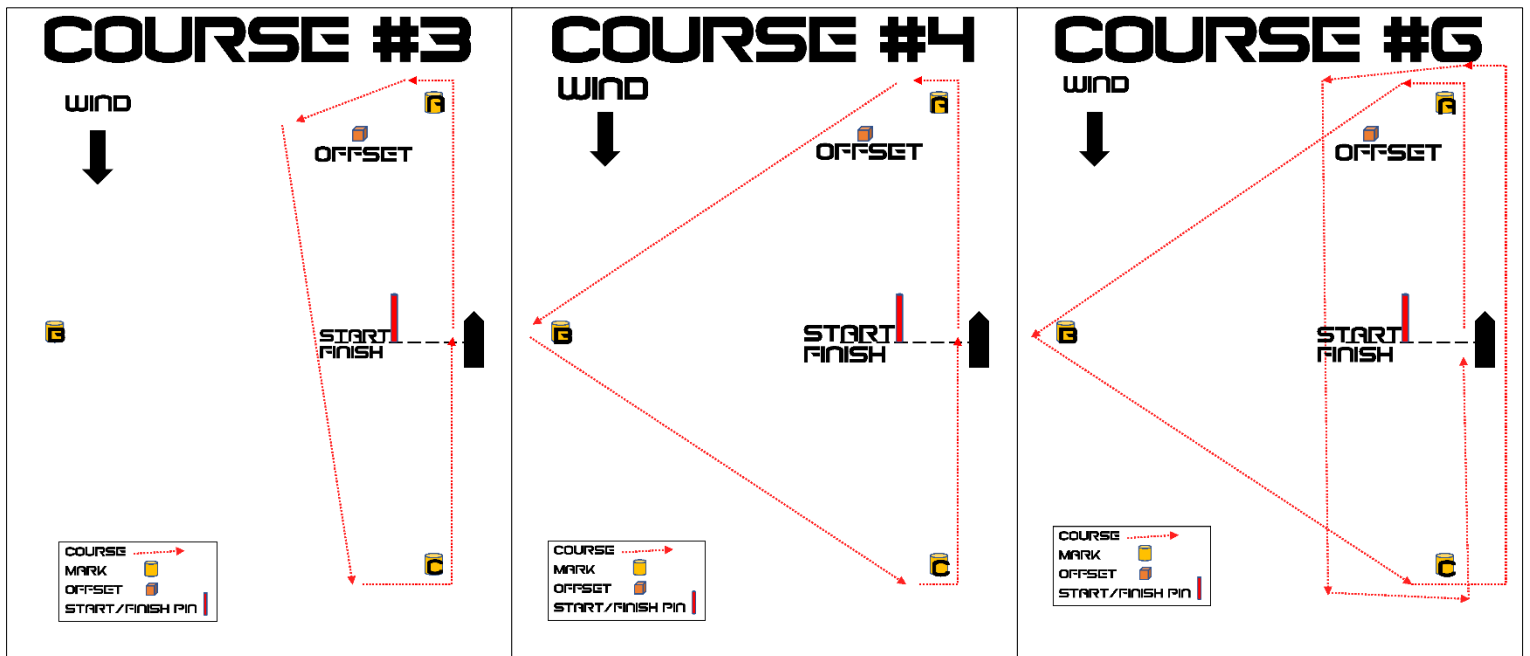 COURSE #3
WIND
A
OFFSET
B
START
FINISH
C
COURSE
MARK
OFFSET
START/FINISH PIN
COURSE #4
WIND
A
OFFSET
B
START
FINISH
C
COURSE
MARK
OFFSET
START/FINISH PIN
COURSE #6
WIND
A
OFFSET
B
START
FINISH
C
COURSE
MARK
OFFSET
START/FINISH PIN